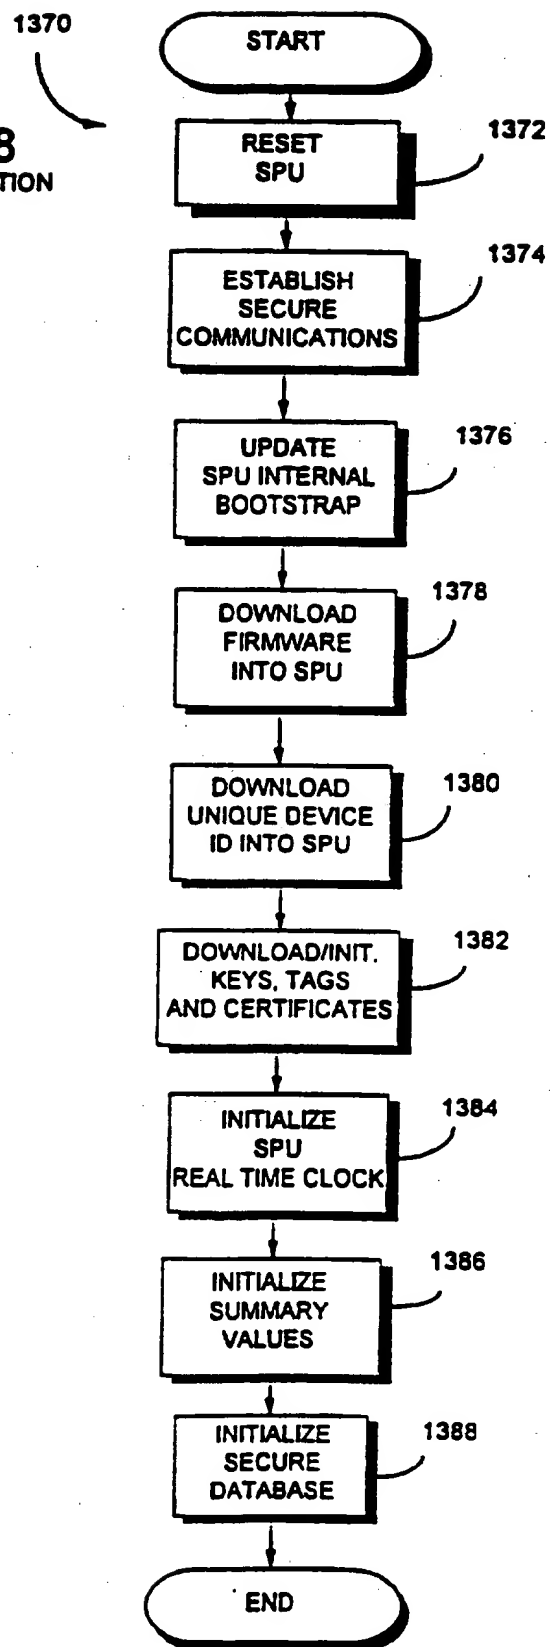 1370
START
8
TION
RESET
SPU
1372
ESTABLISH
SECURE
COMMUNICATIONS
1374
UPDATE
SPU INTERNAL
BOOTSTRAP
1376
DOWNLOAD
FIRMWARE
INTO SPU
1378
DOWNLOAD
UNIQUE DEVICE
ID INTO SPU
1380
DOWNLOAD/INIT.
KEYS, TAGS
AND CERTIFICATES
1382
INITIALIZE
SPU
REAL TIME CLOCK
1384
INITIALIZE
SUMMARY
VALUES
1386
INITIALIZE
SECURE
DATABASE
1388
END